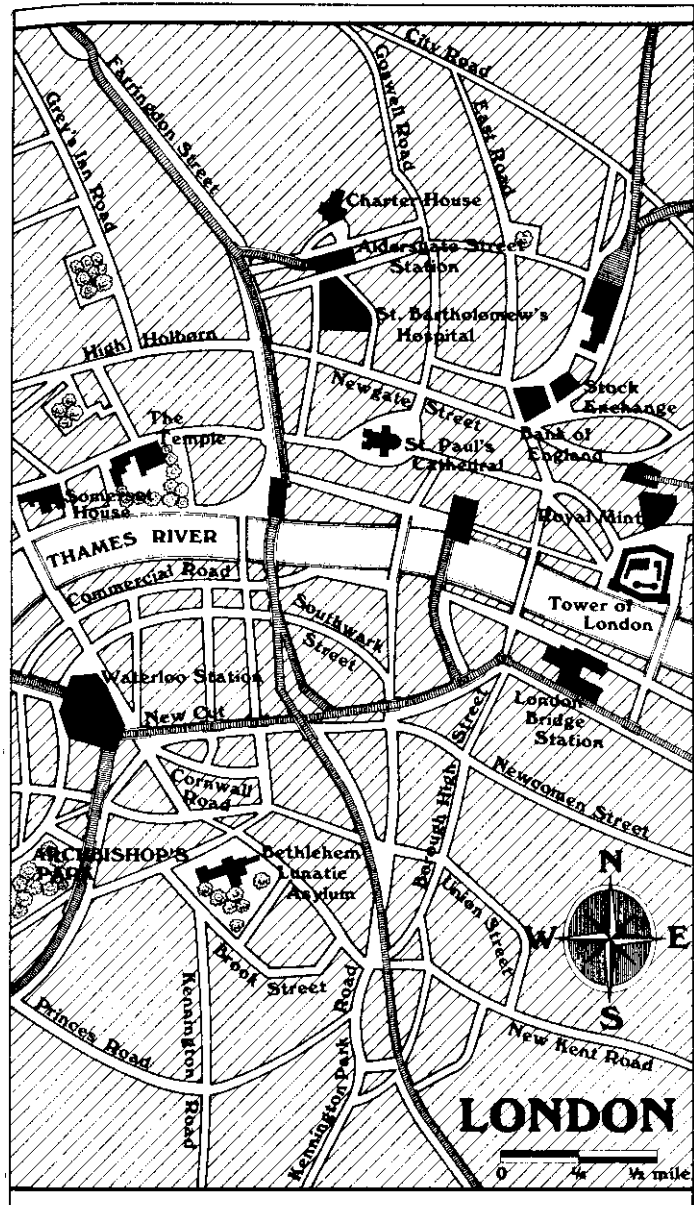 City Road
Goswell Road
Farringdon Street
East Road
Grey's Inn Road
Charter House
Aldershate Street
Station
St. Bartholomew's
Hospital
High Holborn
Newgate Street
Stock
Exchange
The
Temple
St. Paul's
Cathedral
Bank of
England
Somerset
House
Royal Mint
THAMES RIVER
Commercial Road
Tower of
London
Southwark
Street
Waterloo Station
New Cut
London
Bridge
Station
Cornwall
Road
Borough High Street
Newcomen Street
ARCHBISHOP'S
PARK
Bethlehem
Lunatic
Asylum
Union Street
N
W
E
S
Brook Street
Princes Road
Kennington Road
Kennington Park Road
New Kent Road
LONDON
0 ¼ ½ mile